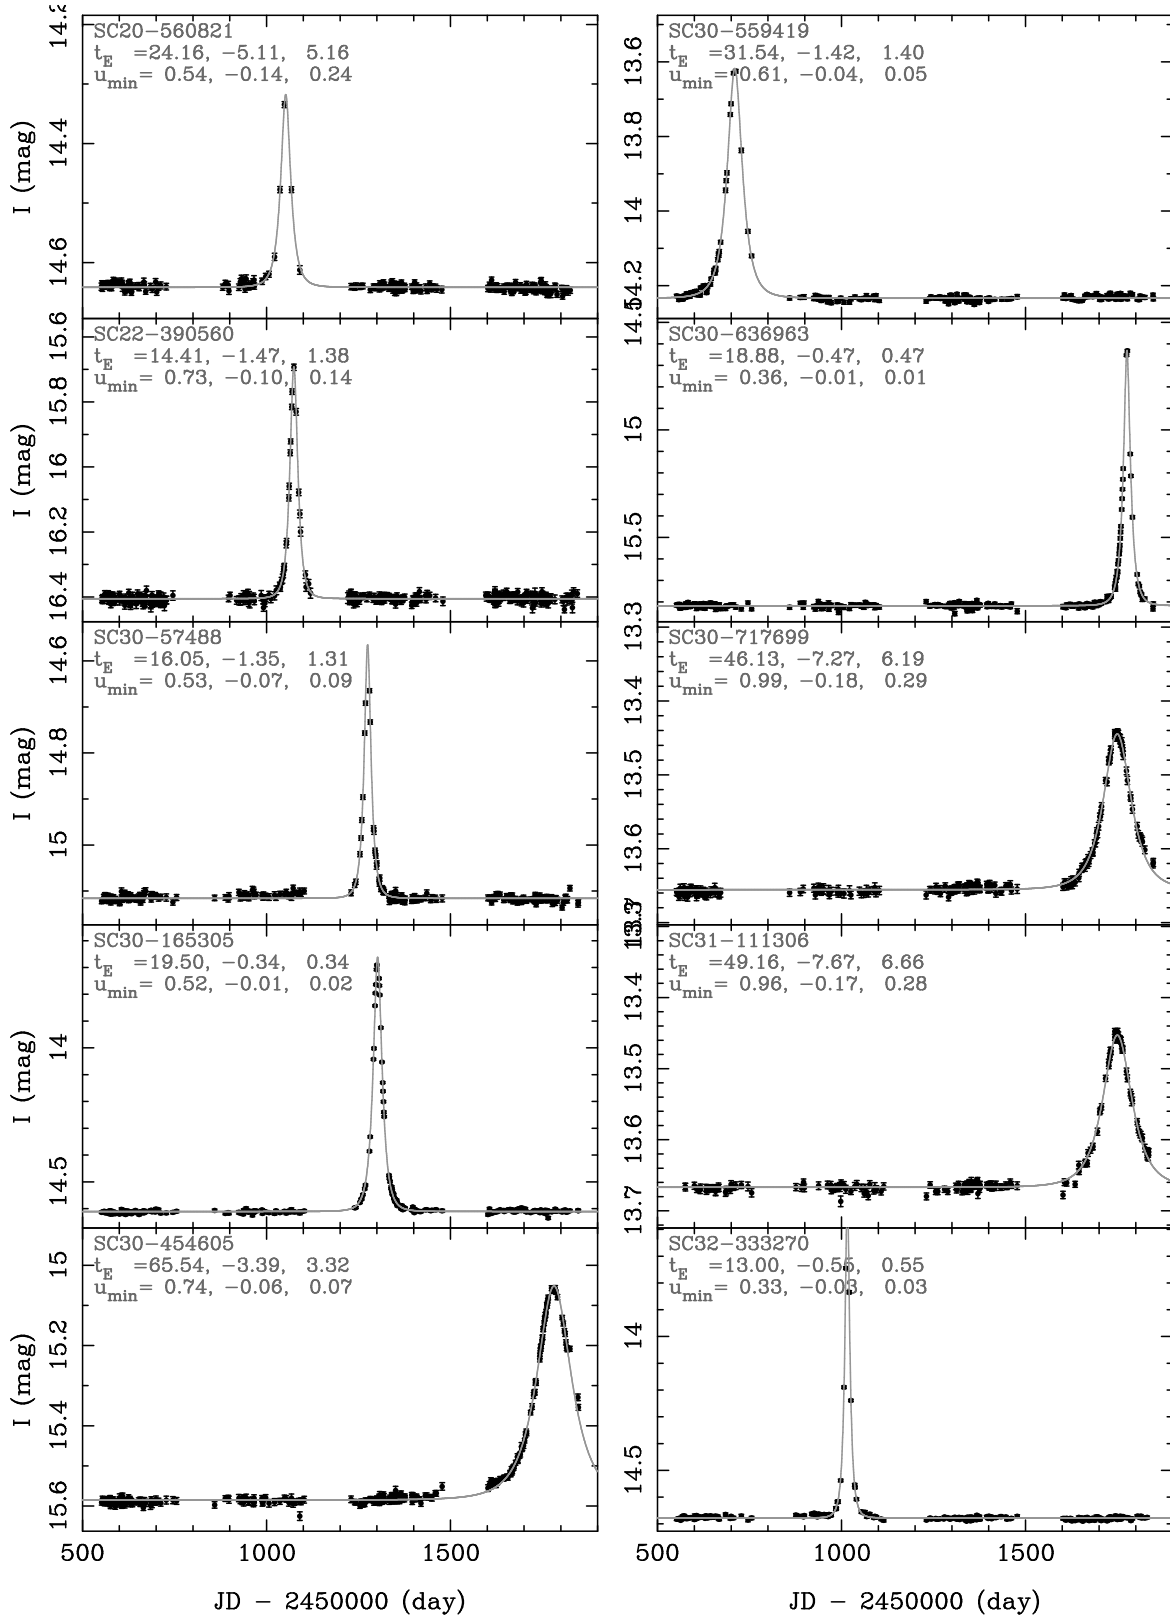 SC20-560821
t_E =24.16, -5.11, 5.16
u_min= 0.54, -0.14, 0.24
14.2
14.4
14.6
I (mag)
SC30-559419
t_E =31.54, -1.42, 1.40
u_min= 0.61, -0.04, 0.05
13.6
13.8
14
14.2
SC22-390560
t_E =14.41, -1.47, 1.38
u_min= 0.73, -0.10, 0.14
15.6
15.8
16
16.2
16.4
I (mag)
SC30-636963
t_E =18.88, -0.47, 0.47
u_min= 0.36, -0.01, 0.01
14.5
15
15.5
SC30-57488
t_E =16.05, -1.35, 1.31
u_min= 0.53, -0.07, 0.09
14.6
14.8
15
I (mag)
SC30-717699
t_E =46.13, -7.27, 6.19
u_min= 0.99, -0.18, 0.29
13.3
13.4
13.5
13.6
13.7
SC30-165305
t_E =19.50, -0.34, 0.34
u_min= 0.52, -0.01, 0.02
14
14.5
I (mag)
SC31-111306
t_E =49.16, -7.67, 6.66
u_min= 0.96, -0.17, 0.28
13.3
13.4
13.5
13.6
13.7
SC30-454605
t_E =65.54, -3.39, 3.32
u_min= 0.74, -0.06, 0.07
15
15.2
15.4
15.6
I (mag)
SC32-333270
t_E =13.00, -0.55, 0.55
u_min= 0.33, -0.03, 0.03
14
14.5
500 1000 1500
500 1000 1500
JD - 2450000 (day)
JD - 2450000 (day)